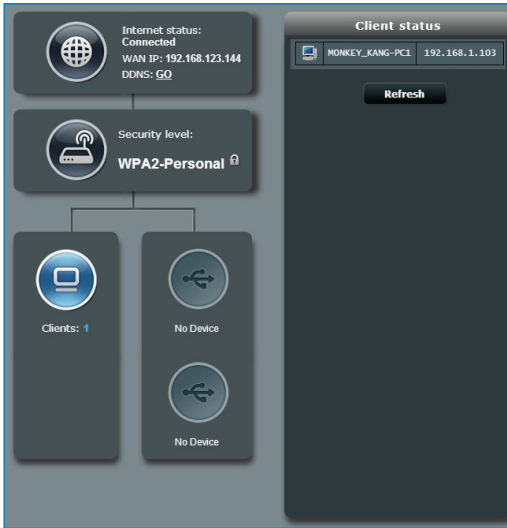 Internet status:
Connected
WAN IP: 192.168.123.144
DDNS: GO
Security level:
WPA2-Personal
Clients: 1
No Device
No Device
Client status
MONKEY_KANG-PC1 192.168.1.103
Refresh